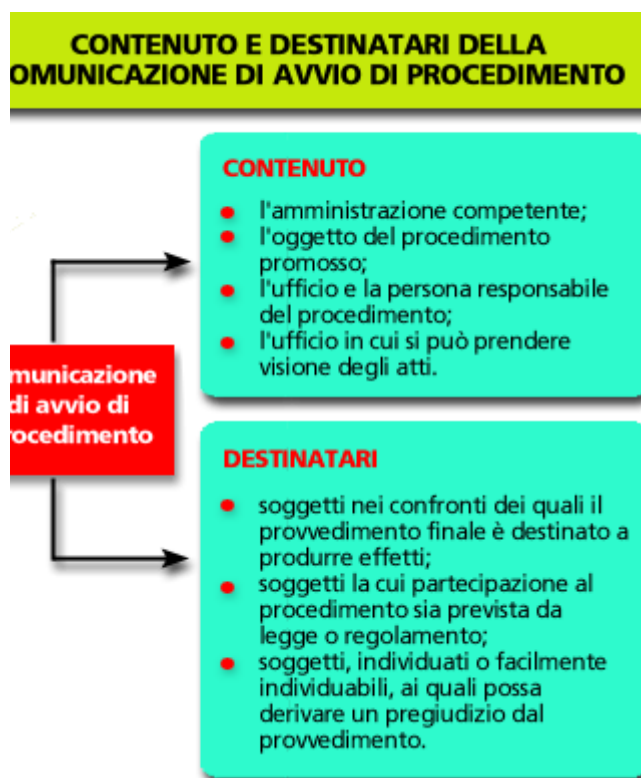 CONTENUTO E DESTINATARI DELLA
OMUNICAZIONE DI AVVIO DI PROCEDIMENTO
CONTENUTO
l'amministrazione competente;
l'oggetto del procedimento
promosso;
l'ufficio e la persona responsabile
del procedimento;
l'ufficio in cui si può prendere
visione degli atti.
municazione
di avvio di
rocedimento
DESTINATARI
soggetti nei confronti dei quali il
provvedimento finale è destinato a
produrre effetti;
soggetti la cui partecipazione al
procedimento sia prevista da
legge o regolamento;
soggetti, individuati o facilmente
individuabili, ai quali possa
derivare un pregiudizio dal
provvedimento.